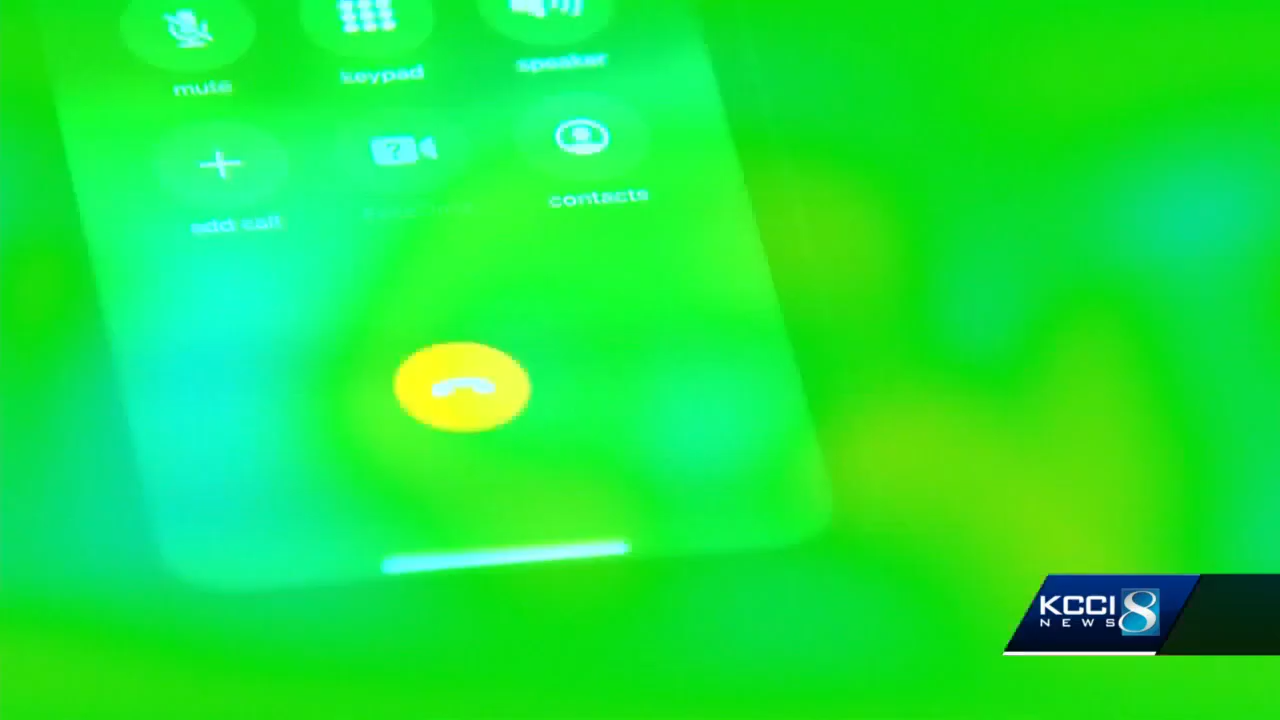 mute
keypad
speaker
add call
contacts
KCCI 8
NEWS